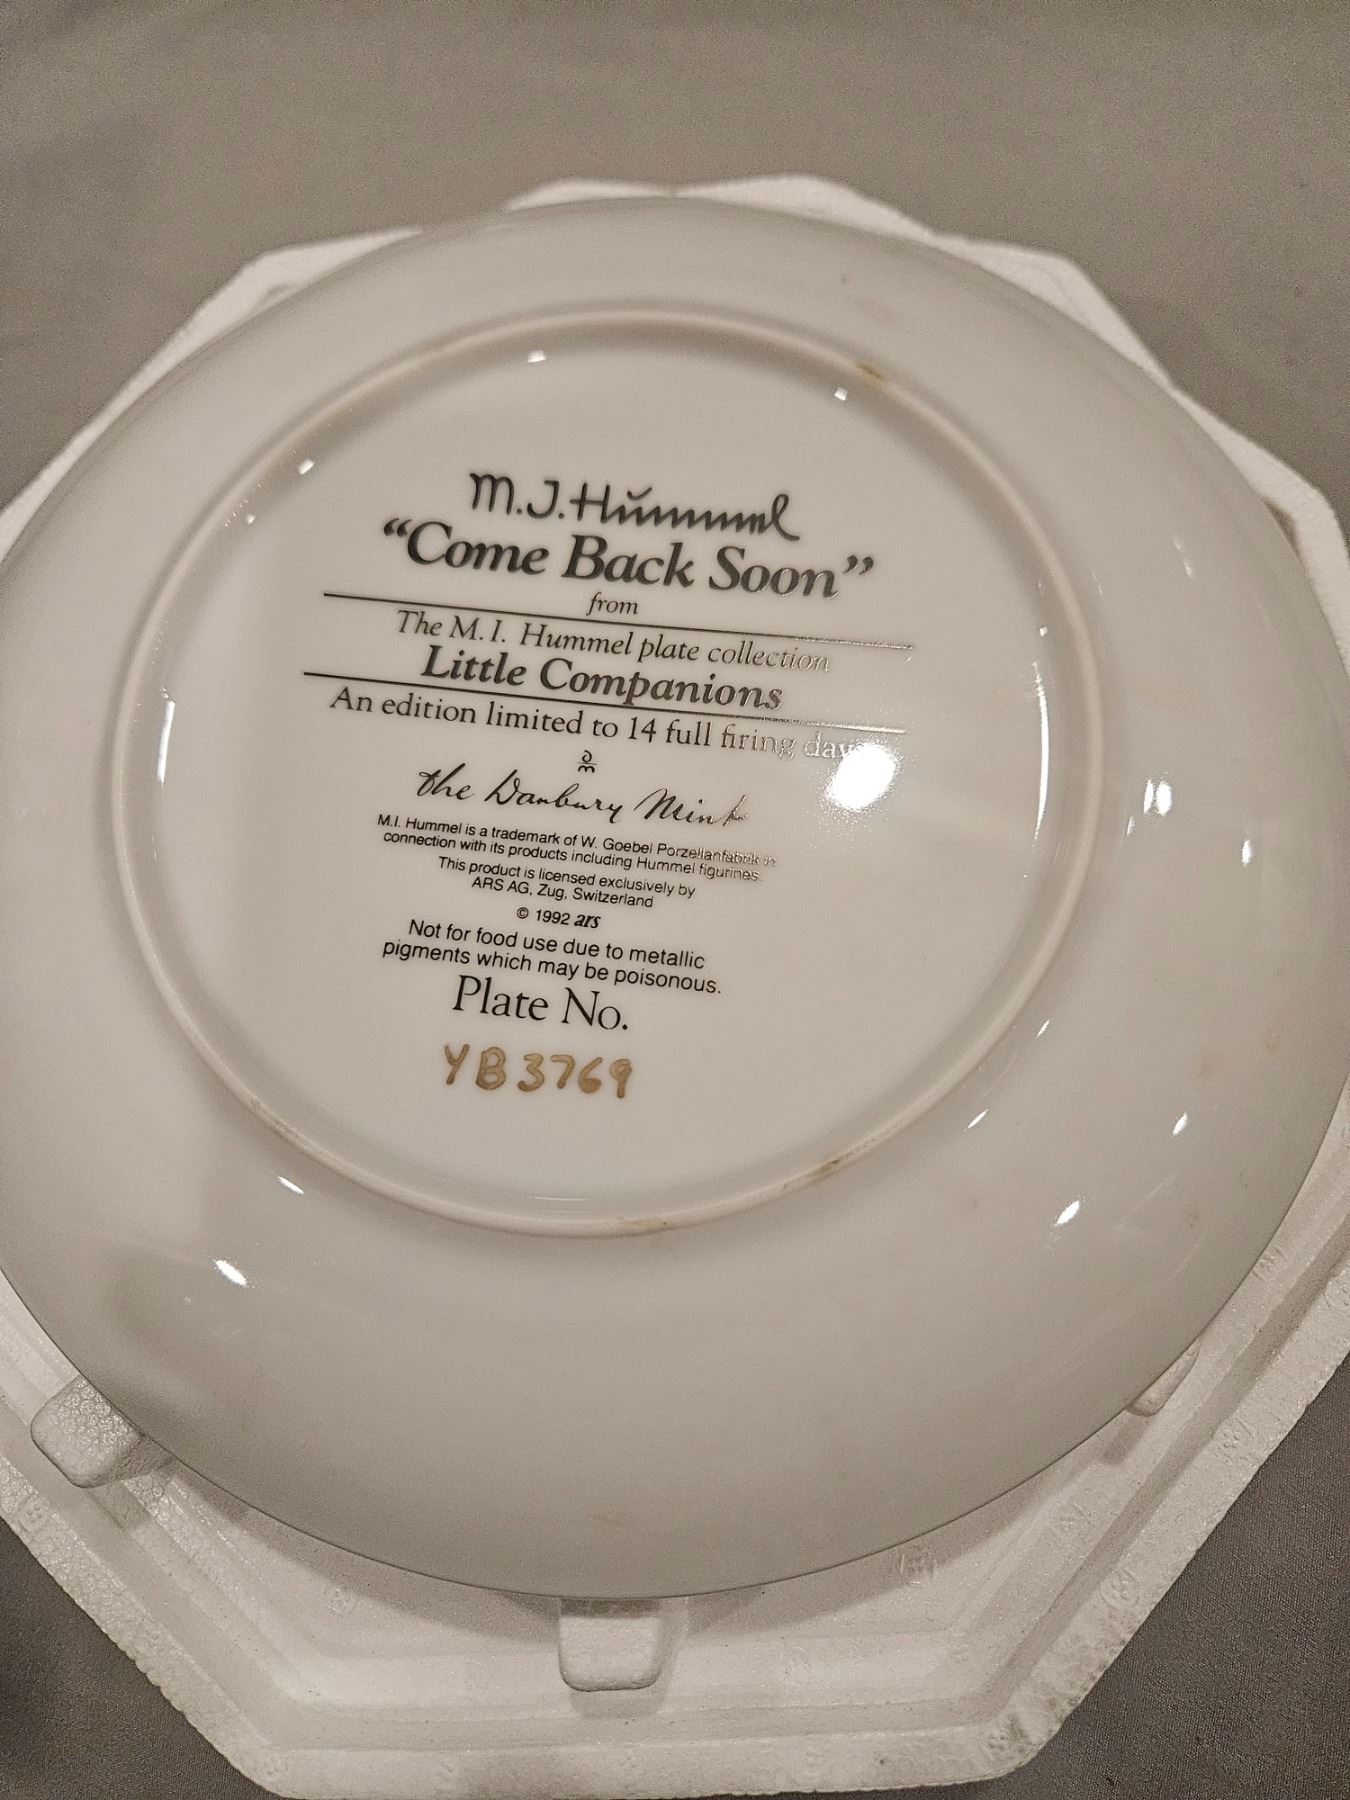 M.J. Hummel
“Come Back Soon”
from
The M.I. Hummel plate collection
Little Companions
An edition limited to 14 full firing days
the Danbury Mint
M.I. Hummel is a trademark of W. Goebel Porzellanfabrik in
connection with its products including Hummel figurines.
This product is licensed exclusively by
ARS AG, Zug, Switzerland
© 1992 ars
Not for food use due to metallic
pigments which may be poisonous.
Plate No.
YB3769